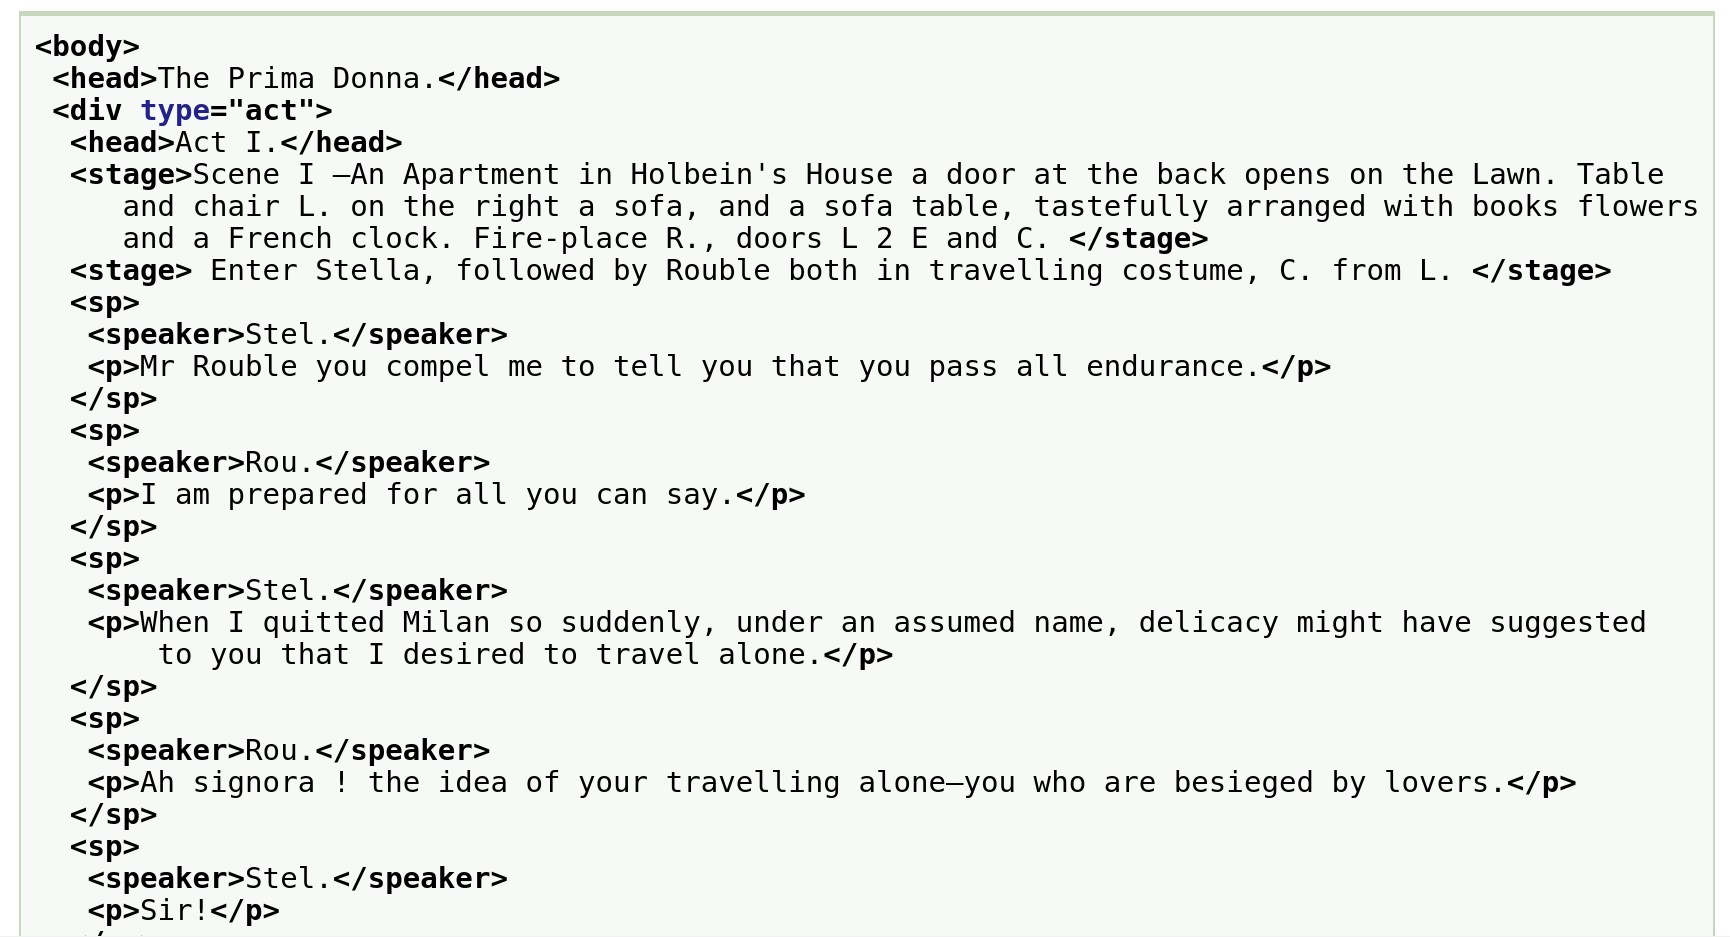 <body>
<head>The Prima Donna.</head>
<div type="act">
<head>Act I.</head>
<stage>Scene I —An Apartment in Holbein's House a door at the back opens on the Lawn. Table
and chair L. on the right a sofa, and a sofa table, tastefully arranged with books flowers
and a French clock. Fire-place R., doors L 2 E and C. </stage>
<stage> Enter Stella, followed by Rouble both in travelling costume, C. from L. </stage>
<sp>
<speaker>Stel.</speaker>
<p>Mr Rouble you compel me to tell you that you pass all endurance.</p>
</sp>
<sp>
<speaker>Rou.</speaker>
<p>I am prepared for all you can say.</p>
</sp>
<sp>
<speaker>Stel.</speaker>
<p>When I quitted Milan so suddenly, under an assumed name, delicacy might have suggested
to you that I desired to travel alone.</p>
</sp>
<sp>
<speaker>Rou.</speaker>
<p>Ah signora ! the idea of your travelling alone—you who are besieged by lovers.</p>
</sp>
<sp>
<speaker>Stel.</speaker>
<p>Sir!</p>